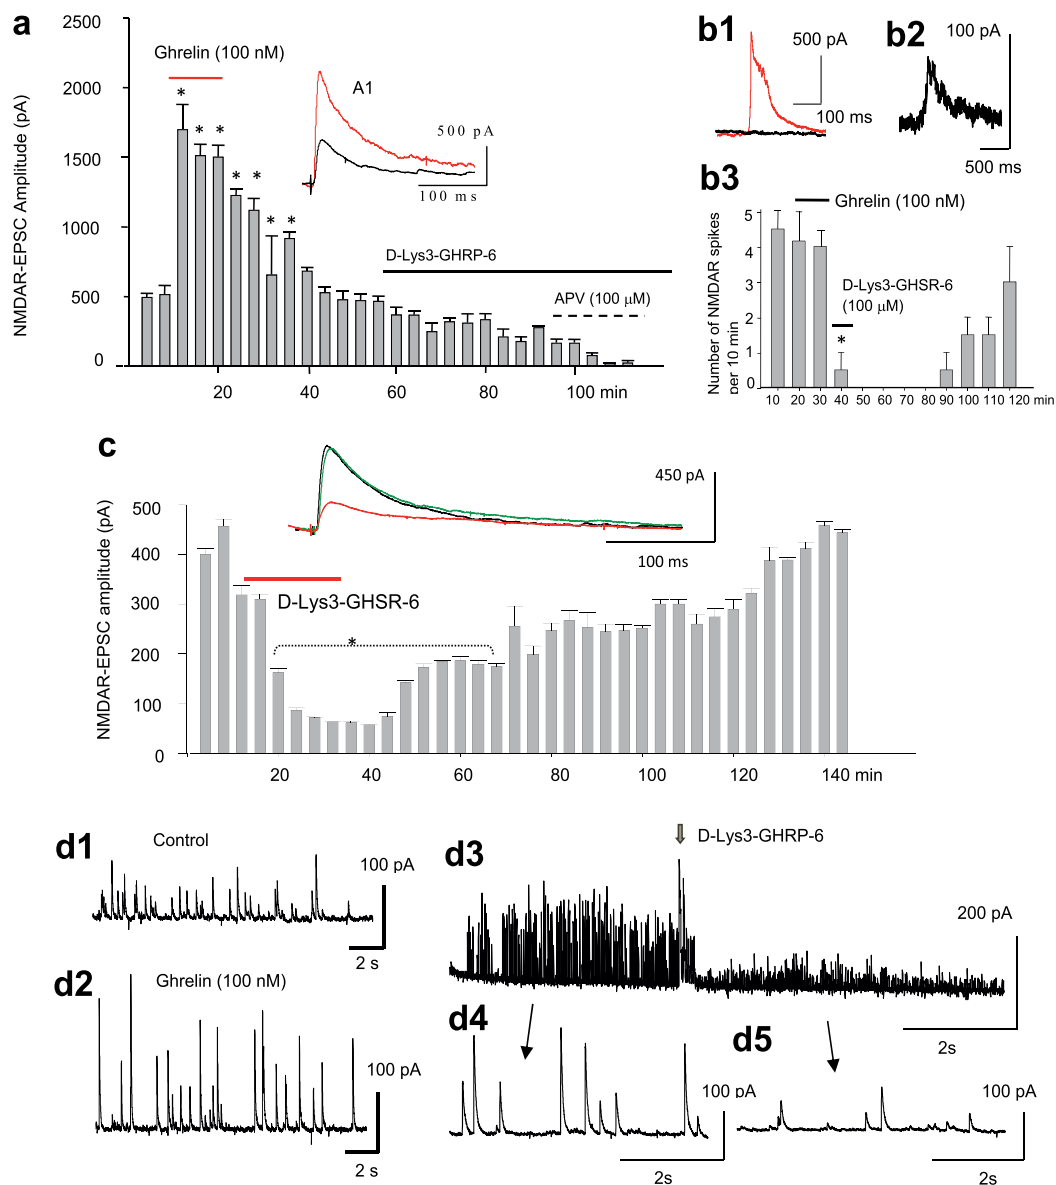 a
2500
2000
1500
1000
500
0
NMDAR-EPSC Amplitude (pA)
Ghrelin (100 nM)
* * * * * * *
A1
500 pA
100 ms
D-Lys3-GHRP-6
APV (100 μM)
20 40 60 80 100 min
b1
500 pA
100 ms
b2
100 pA
500 ms
b3
Ghrelin (100 nM)
D-Lys3-GHSR-6
(100 μM)
*
Number of NMDAR spikes
per 10 min
5
4
3
2
1
0
10 20 30 40 50 60 70 80 90 100 110 120 min
c
450 pA
100 ms
NMDAR-EPSC amplitude (pA)
500
400
300
200
100
0
D-Lys3-GHSR-6
*
20 40 60 80 100 120 140 min
d1
Control
100 pA
2 s
d2
Ghrelin (100 nM)
100 pA
2 s
d3
D-Lys3-GHRP-6
200 pA
2s
d4
100 pA
2s
d5
100 pA
2s